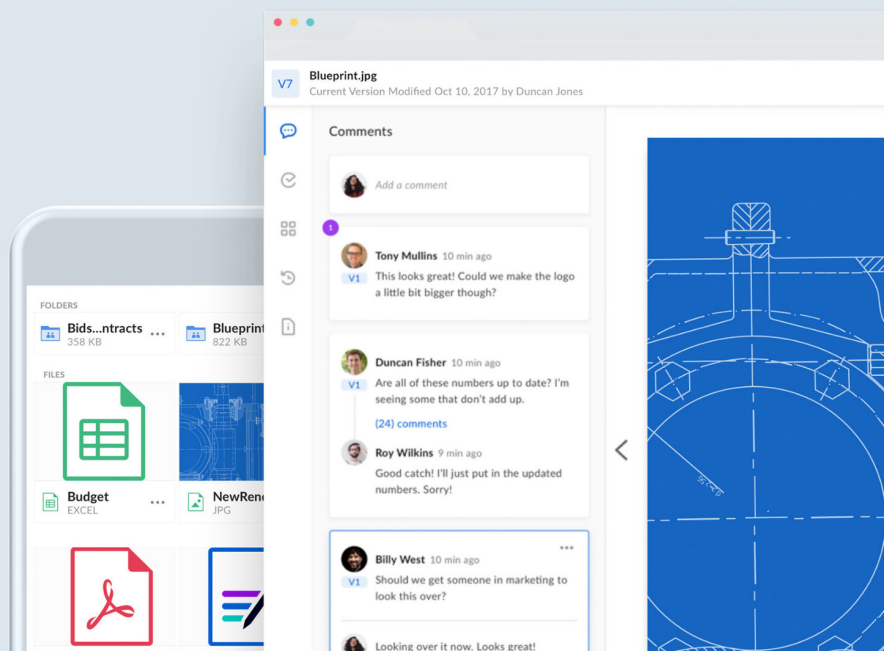 V7
Blueprint.jpg
Current Version Modified Oct 10, 2017 by Duncan Jones
Comments
Add a comment
1
Tony Mullins 10 min ago
V1
This looks great! Could we make the logo
a little bit bigger though?
Duncan Fisher 10 min ago
V1
Are all of these numbers up to date? I'm
seeing some that don't add up.
(24) comments
Roy Wilkins 9 min ago
Good catch! I'll just put in the updated
numbers. Sorry!
Billy West 10 min ago
V1
Should we get someone in marketing to
look this over?
Looking over it now. Looks great!
FOLDERS
Bids...ntracts
358 KB
Blueprint
822 KB
FILES
Budget
EXCEL
NewRen
JPG